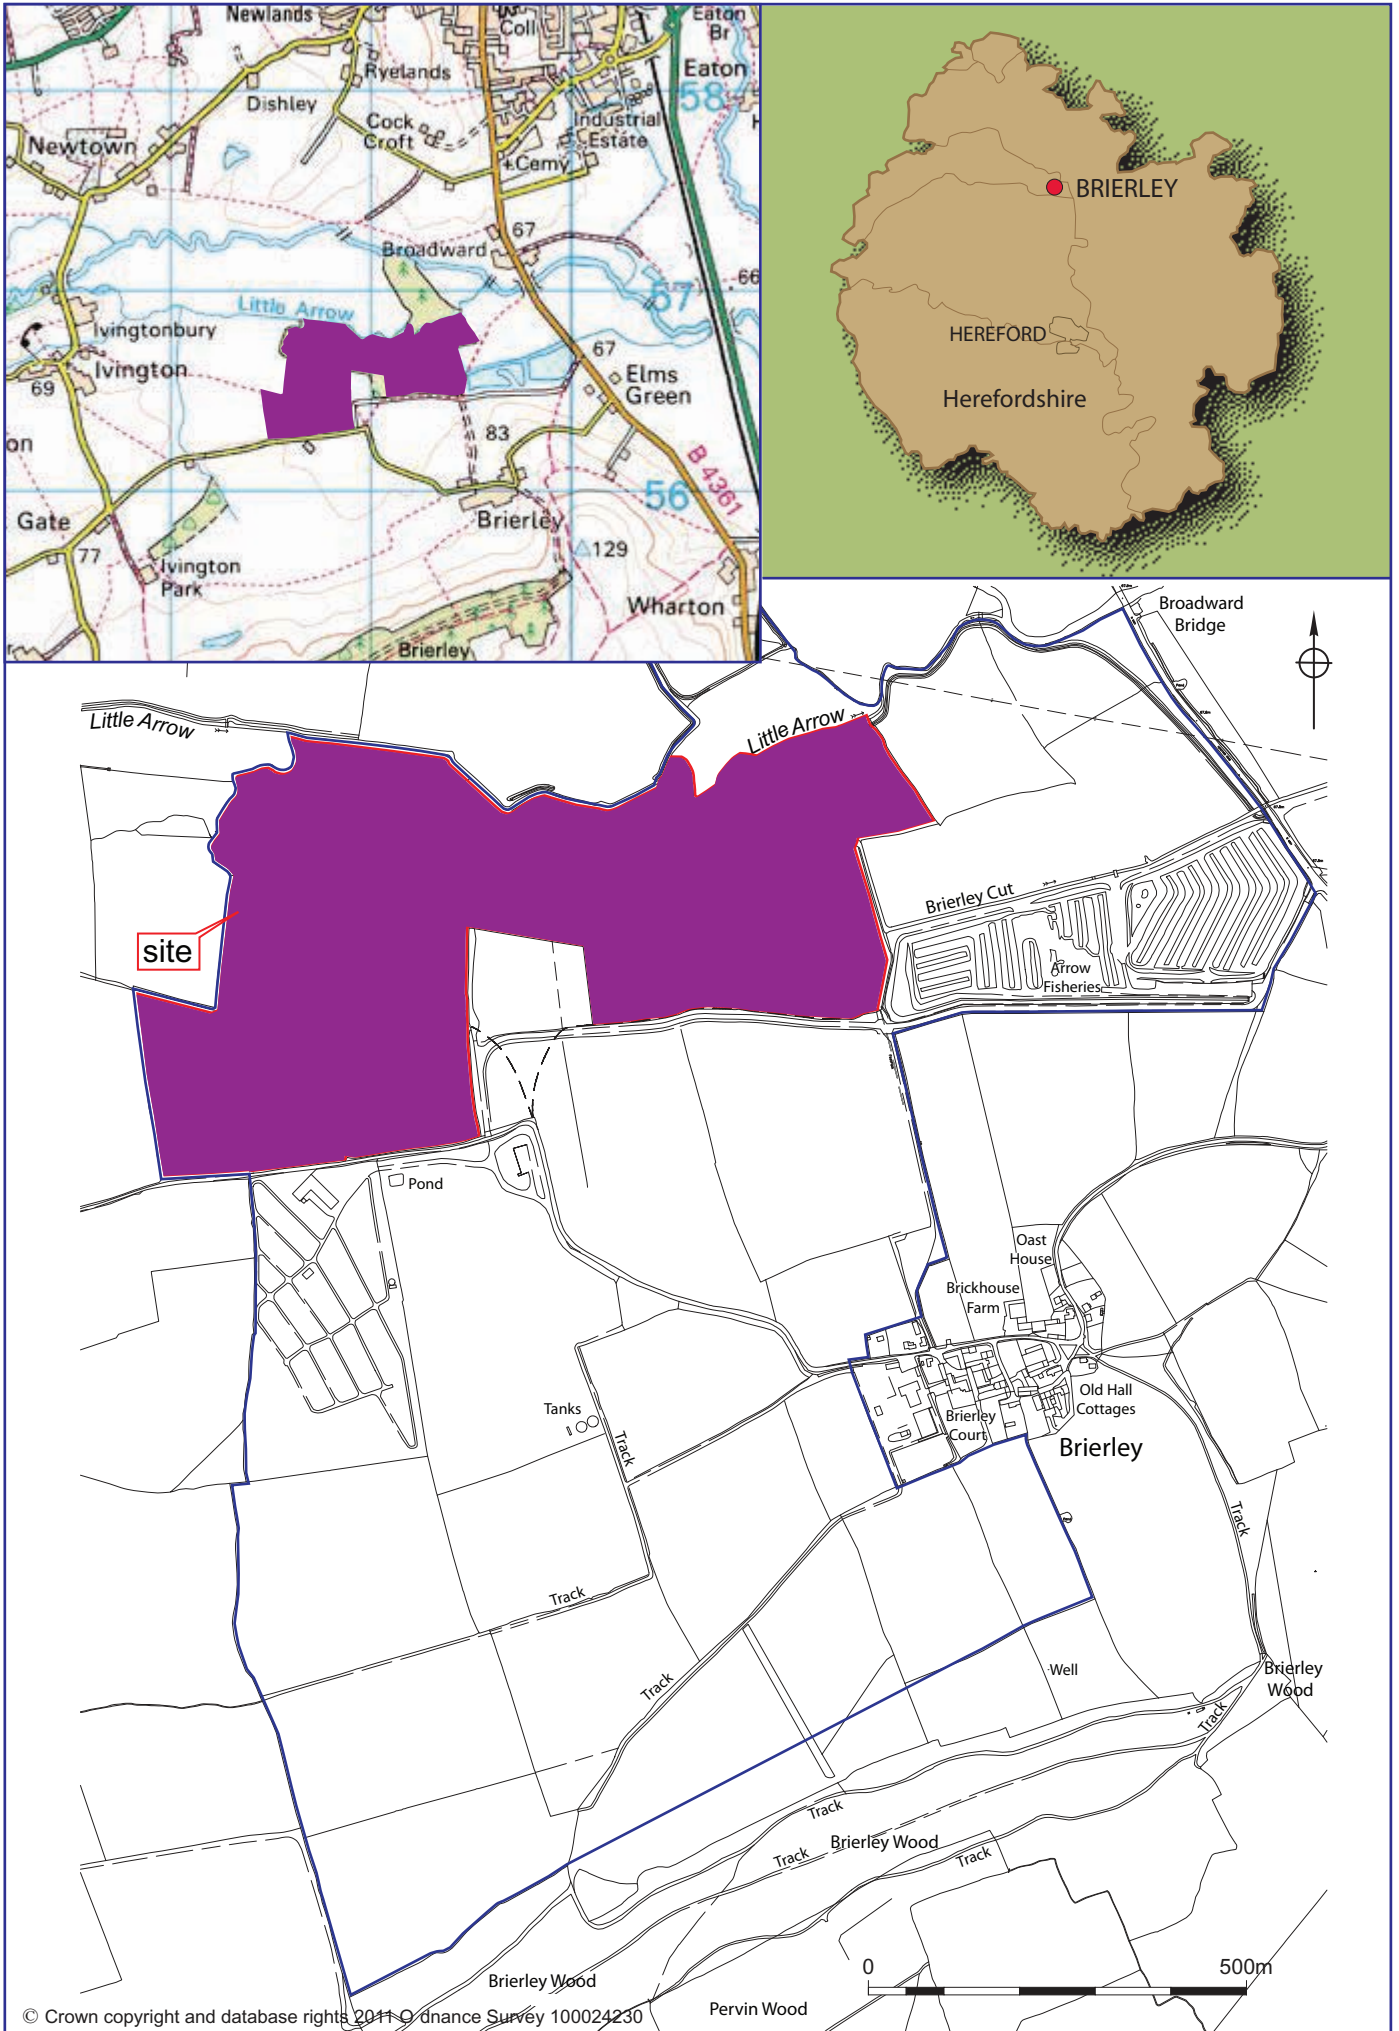 Newlands
Coll
Eaton
Br
Ryelands
Eaton
58
Dishley
Cock
Croft
Industrial
Estate
Newtown
Cemy
Broadward
67
66
57
Little Arrow
Ivingtonbury
Ivington
69
67
Elms
Green
on
83
B 4361
56
Gate
Brierley
77
129
Ivington
Park
Wharton
Brierley
BRIERLEY
HEREFORD
Herefordshire
Broadward
Bridge
Little Arrow
Little Arrow
Brierley Cut
site
Arrow
Fisheries
Pond
Oast
House
Brickhouse
Farm
Old Hall
Cottages
Tanks
Brierley
Court
Brierley
Track
Track
Track
Track
Well
Brierley
Wood
Track
Track
Brierley Wood
Track
Track
0
500m
Brierley Wood
Pervin Wood
© Crown copyright and database rights 2011 O dnance Survey 100024230